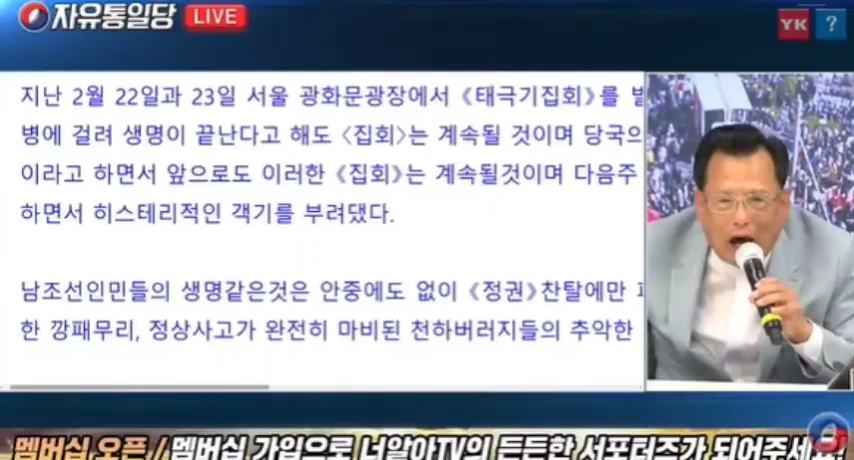 자유통일당 LIVE
YK ?
지난 2월 22일과 23일 서울 광화문광장에서 《태극기집회》를
병에 걸려 생명이 끝난다고 해도 〈집회〉는 계속될 것이며 당국으
이라고 하면서 앞으로도 이러한 《집회》는 계속될것이며 다음주
하면서 히스테리적인 객기를 부려댔다.
남조선인민들의 생명같은것은 안중에도 없이 《정권》찬탈에만
한 깡패무리, 정상사고가 완전히 마비된 천하버러지들의 추악한
멤버십 오픈 / 멤버십 가입으로 너알아TV의 든든한 서포터즈가 되어주세요!